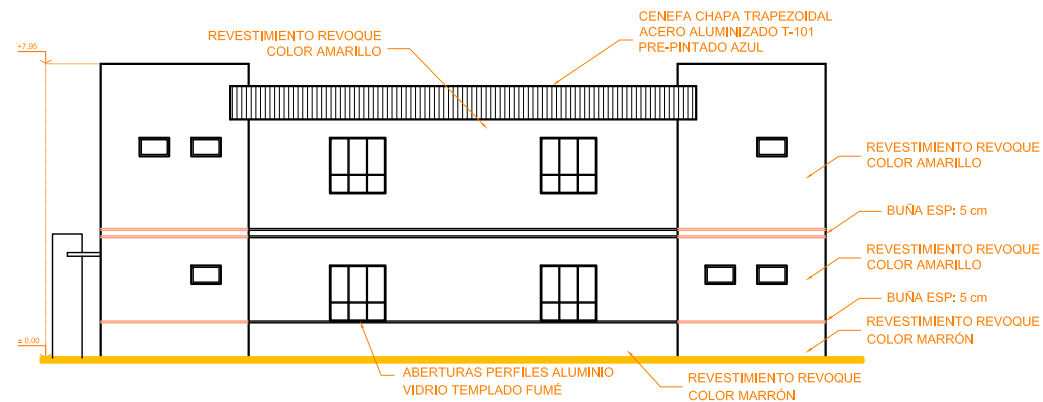 CENEFA CHAPA TRAPEZOIDAL
ACERO ALUMINIZADO T-101
PRE-PINTADO AZUL
REVESTIMIENTO REVOQUE
COLOR AMARILLO
+7,95
REVESTIMIENTO REVOQUE
COLOR AMARILLO
BUÑA ESP: 5 cm
REVESTIMIENTO REVOQUE
COLOR AMARILLO
BUÑA ESP: 5 cm
REVESTIMIENTO REVOQUE
COLOR MARRÓN
± 0,00
ABERTURAS PERFILES ALUMINIO
VIDRIO TEMPLADO FUMÉ
REVESTIMIENTO REVOQUE
COLOR MARRÓN